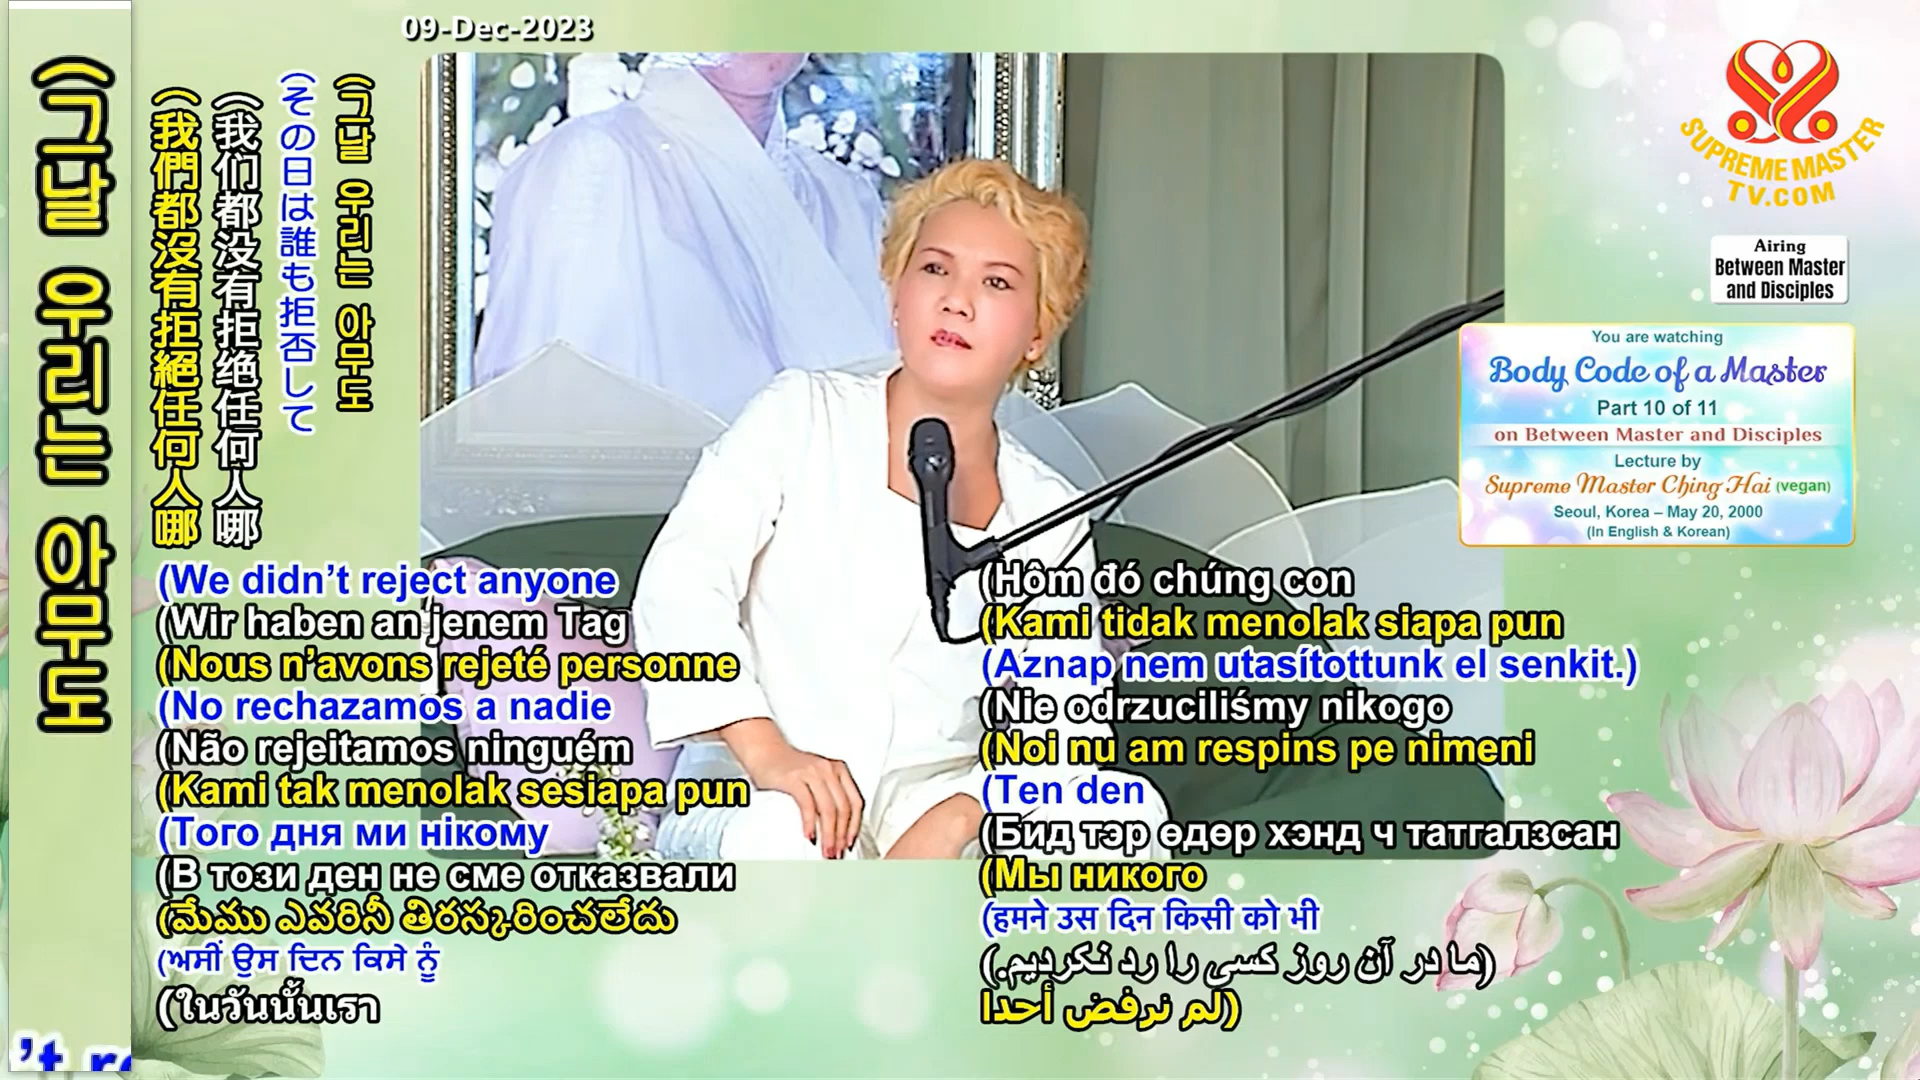 09-Dec-2023
(그날 우리는 아무도
(그날 우리는 아무도
(その日は誰も拒否して
(我们都没有拒绝任何人哪
(我們都沒有拒絕任何人哪
SUPREME MASTER
TV.COM
Airing
Between Master
and Disciples
You are watching
Body Code of a Master
Part 10 of 11
on Between Master and Disciples
Lecture by
Supreme Master Ching Hai (vegan)
Seoul, Korea – May 20, 2000
(In English & Korean)
(We didn’t reject anyone
(Wir haben an jenem Tag
(Nous n’avons rejeté personne
(No rechazamos a nadie
(Não rejeitamos ninguém
(Kami tak menolak sesiapa pun
(Того дня ми нікому
(В този ден не сме отказвали
(మేము ఎవరినీ తిరస్కరించలేదు
(ਅਸੀਂ ਉਸ ਦਿਨ ਕਿਸੇ ਨੂੰ
(ในวันนั้นเรา
(Hôm đó chúng con
(Kami tidak menolak siapa pun
(Aznap nem utasítottunk el senkit.)
(Nie odrzuciliśmy nikogo
(Noi nu am respins pe nimeni
(Ten den
(Бид тэр өдөр хэнд ч татгалзсан
(Мы никого
(हमने उस दिन किसी को भी
(ما در آن روز کسی را رد نکردیم.)
(لم نرفض أحدا
’t re